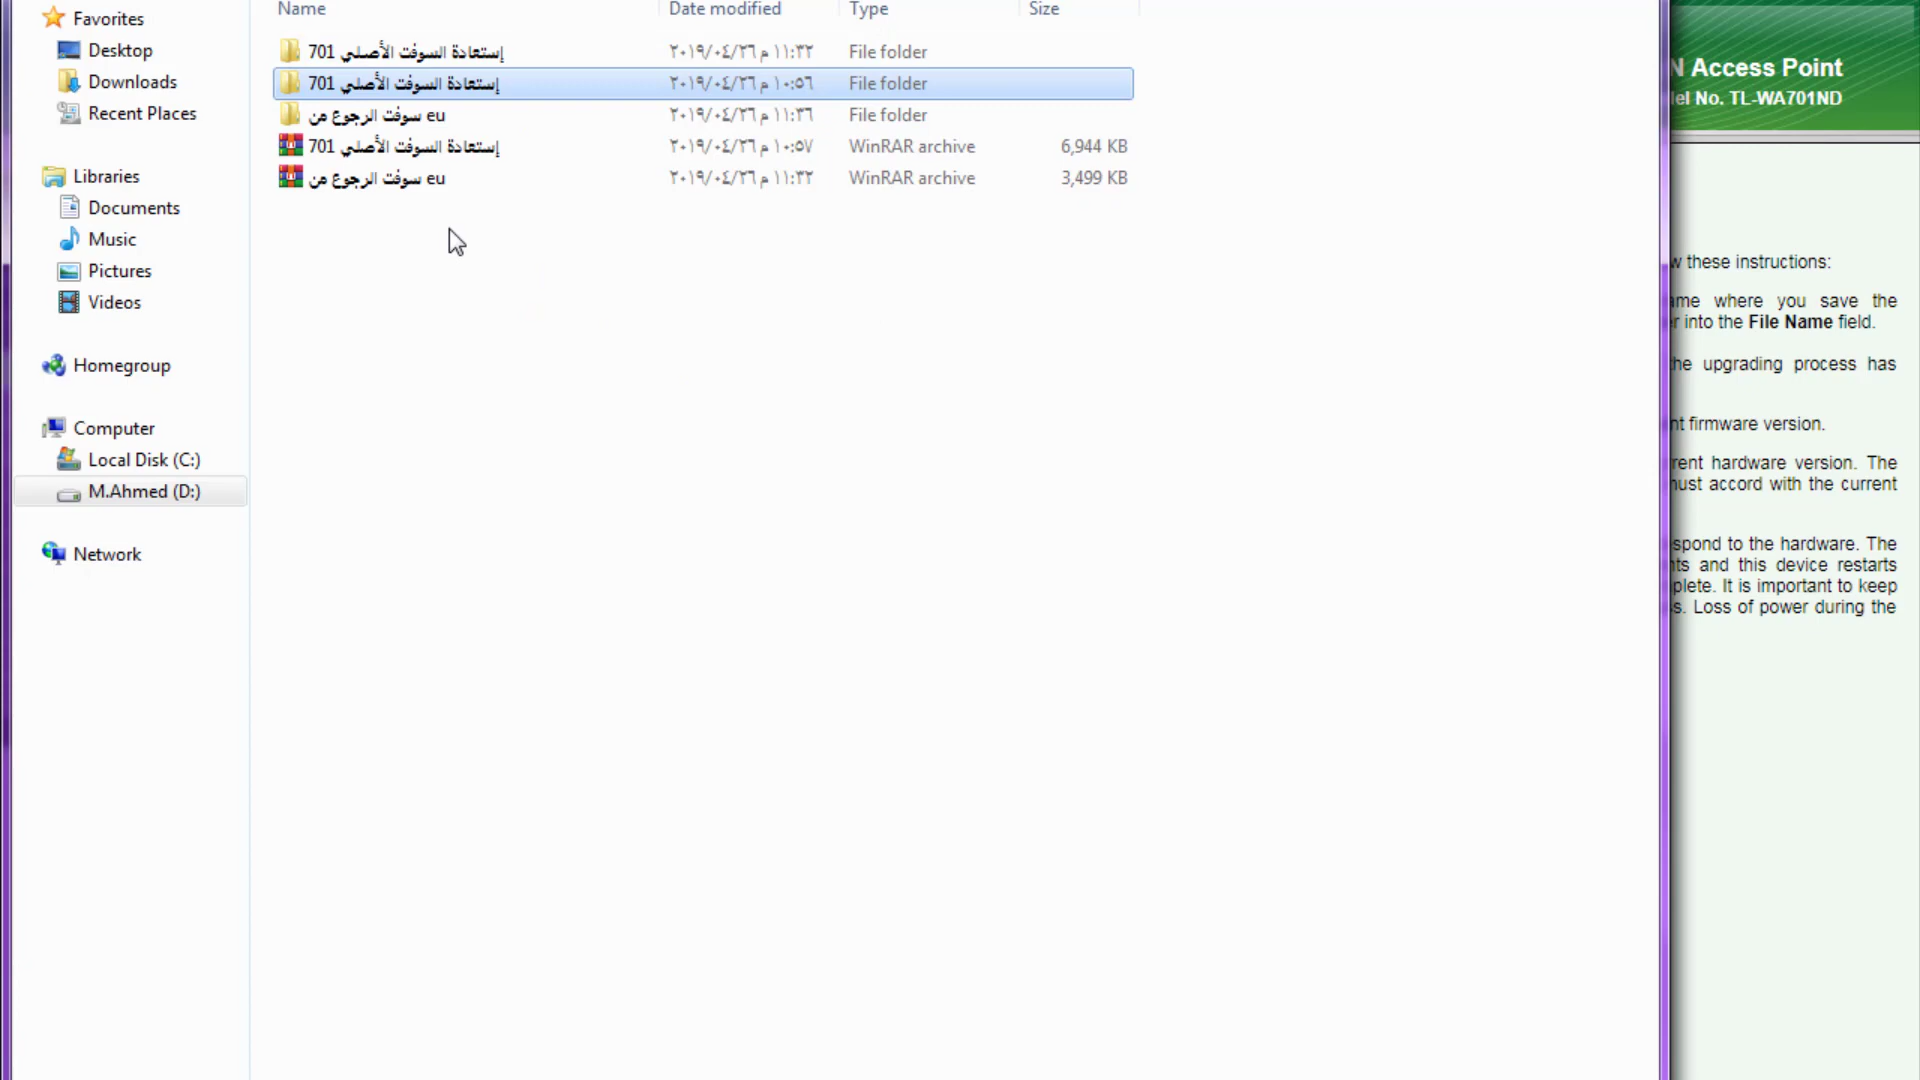 Name Date modified Type Size
إستعادة السوفت الأصلي 701 ٢٠١٩/٠٤/٢٦ م ١١:٣٢ File folder
إستعادة السوفت الأصلي 701 ٢٠١٩/٠٤/٢٦ م ١٠:٥٦ File folder
سوفت الرجوع من eu ٢٠١٩/٠٤/٢٦ م ١١:٣٦ File folder
إستعادة السوفت الأصلي 701 ٢٠١٩/٠٤/٢٦ م ١٠:٥٧ WinRAR archive 6,944 KB
سوفت الرجوع من eu ٢٠١٩/٠٤/٢٦ م ١١:٣٢ WinRAR archive 3,499 KB
Favorites
Desktop
Downloads
Recent Places
Libraries
Documents
Music
Pictures
Videos
Homegroup
Computer
Local Disk (C:)
M.Ahmed (D:)
Network
N Access Point
No. TL-WA701ND
these instructions:
where you save the
into the File Name field.
the upgrading process has
firmware version.
hardware version. The
must accord with the current
to the hardware. The
and this device restarts
It is important to keep
Loss of power during the